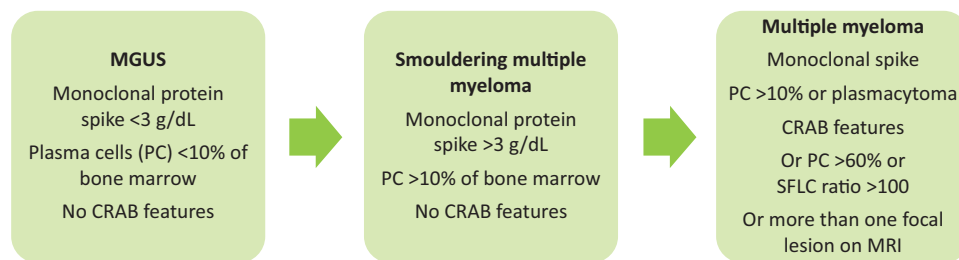 MGUS
Monoclonal protein
spike <3 g/dL
Plasma cells (PC) <10% of
bone marrow
No CRAB features
Smouldering multiple
myeloma
Monoclonal protein
spike >3 g/dL
PC >10% of bone marrow
No CRAB features
Multiple myeloma
Monoclonal spike
PC >10% or plasmacytoma
CRAB features
Or PC >60% or
SFLC ratio >100
Or more than one focal
lesion on MRI